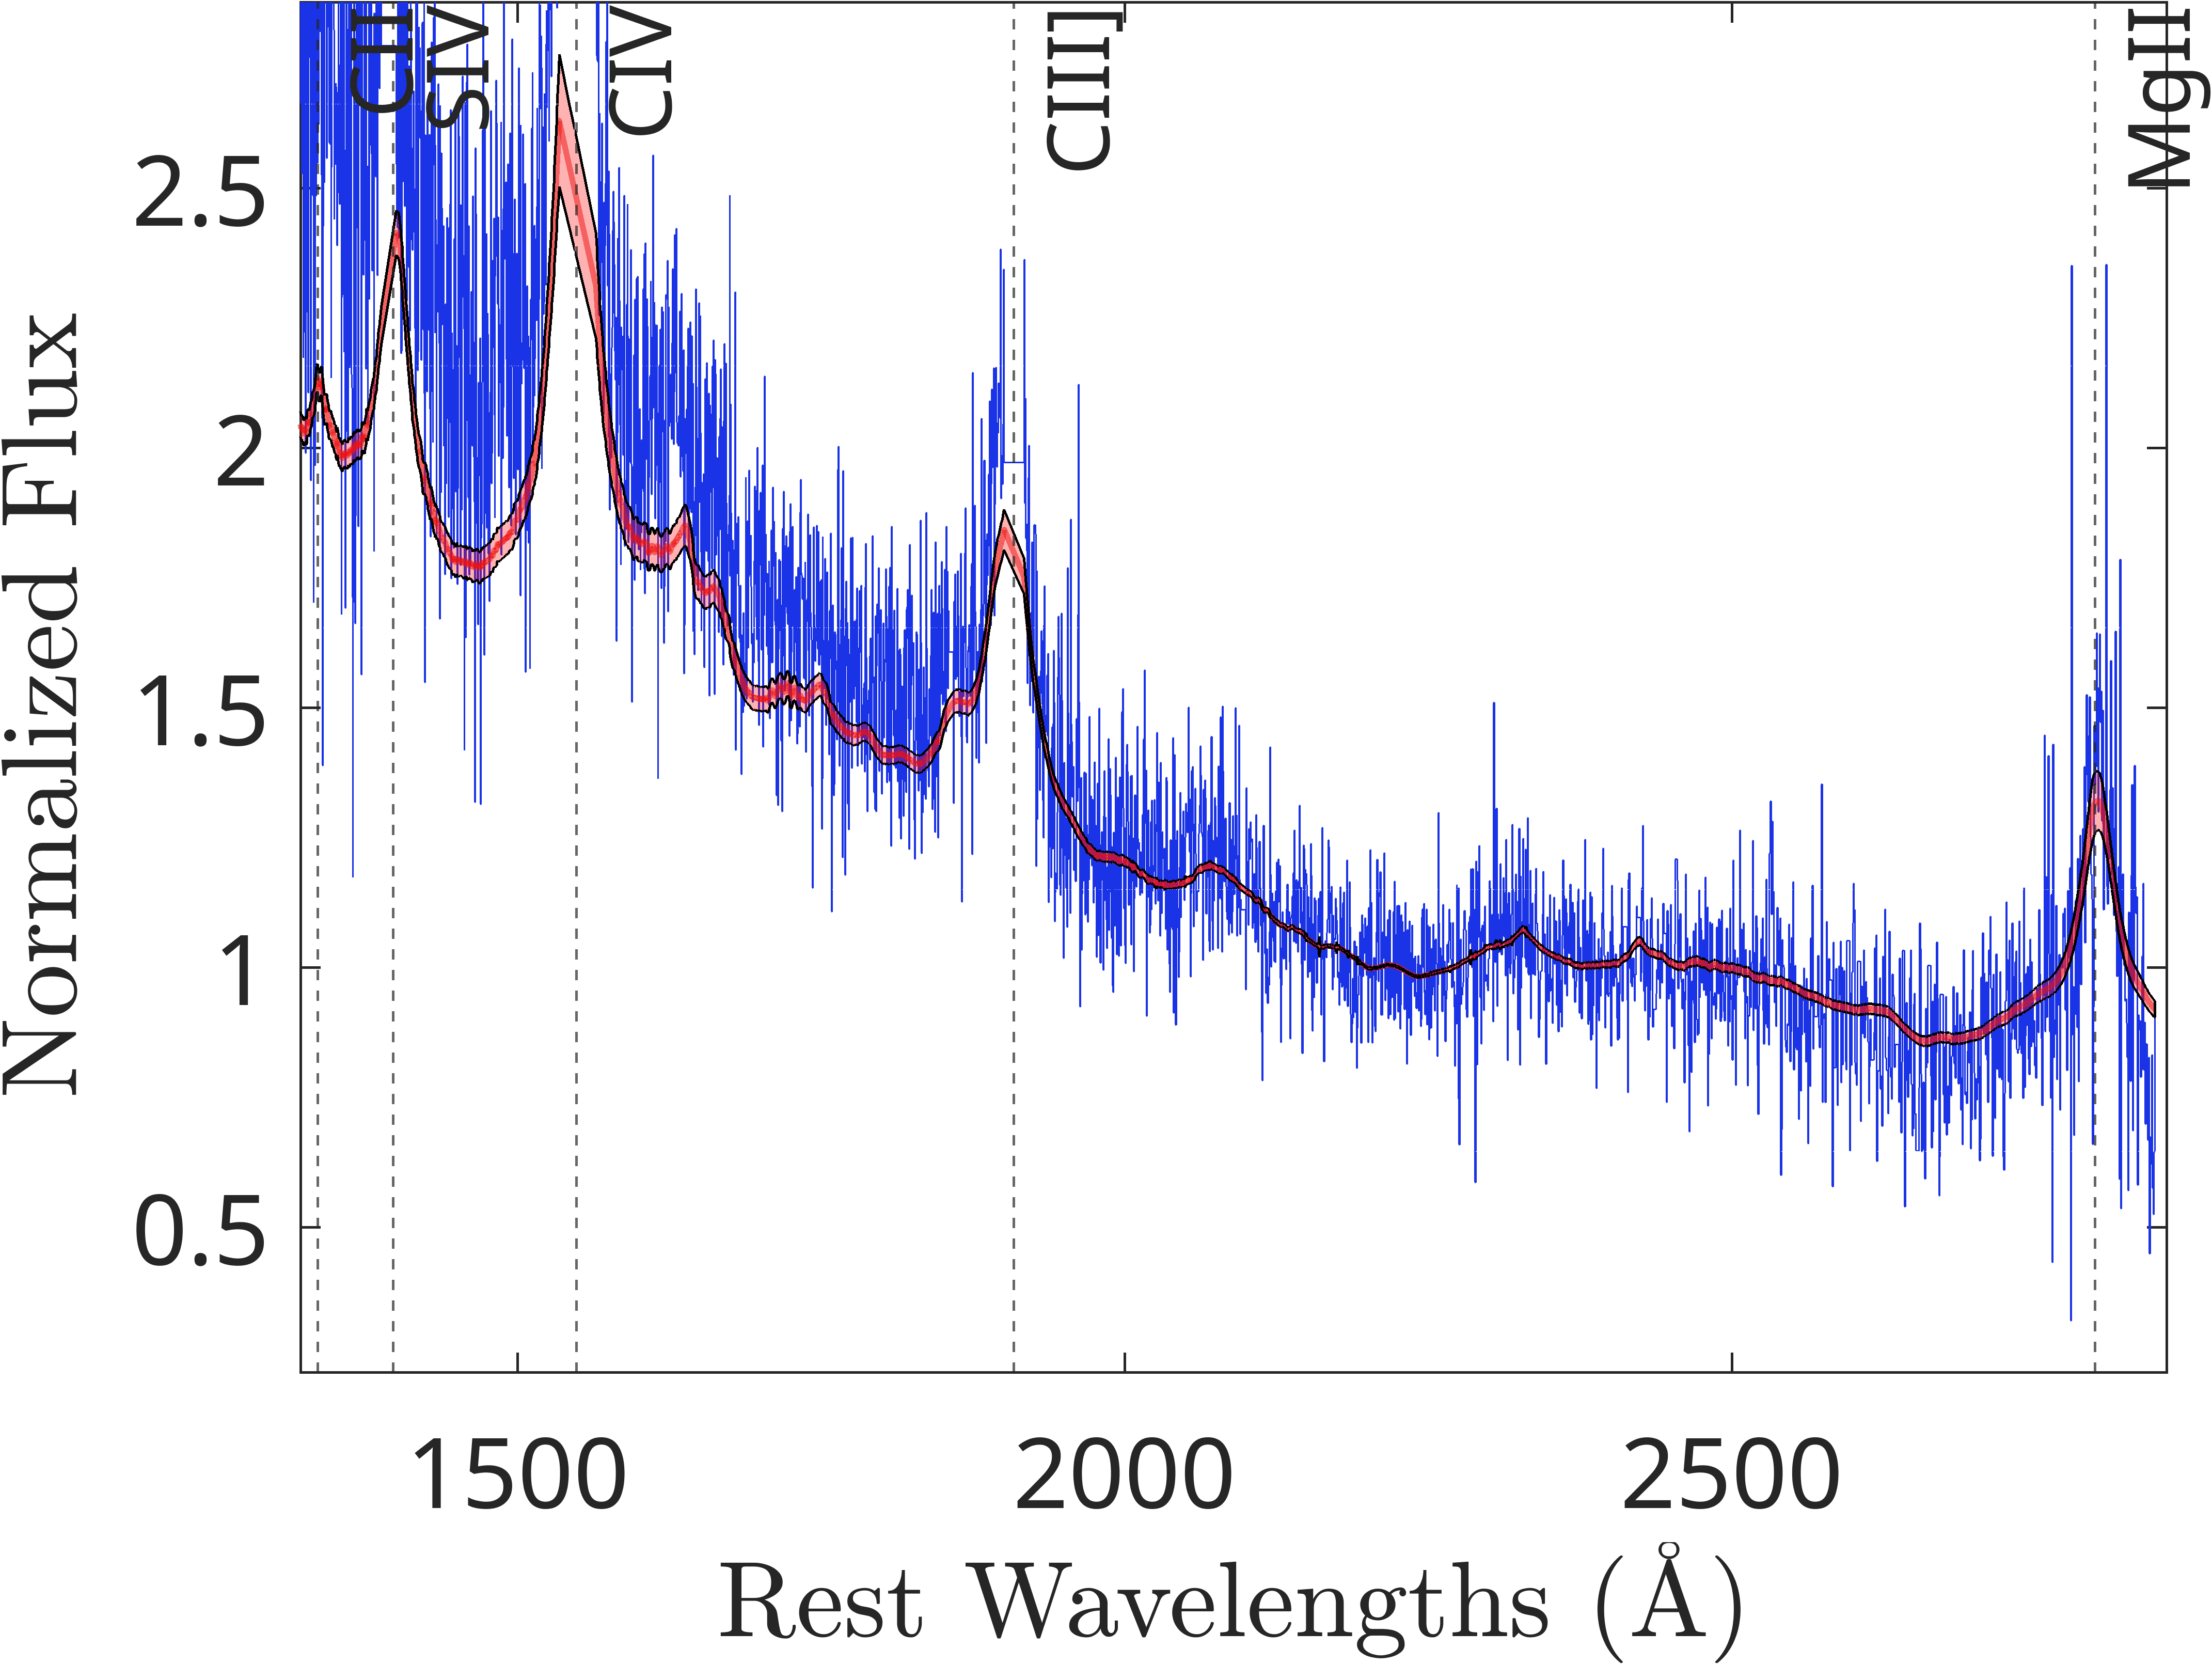 CII
SIV
CIV
CIII]
MgII
2.5
2
1.5
1
0.5
Normalized Flux
1500
2000
2500
Rest Wavelengths (Å)